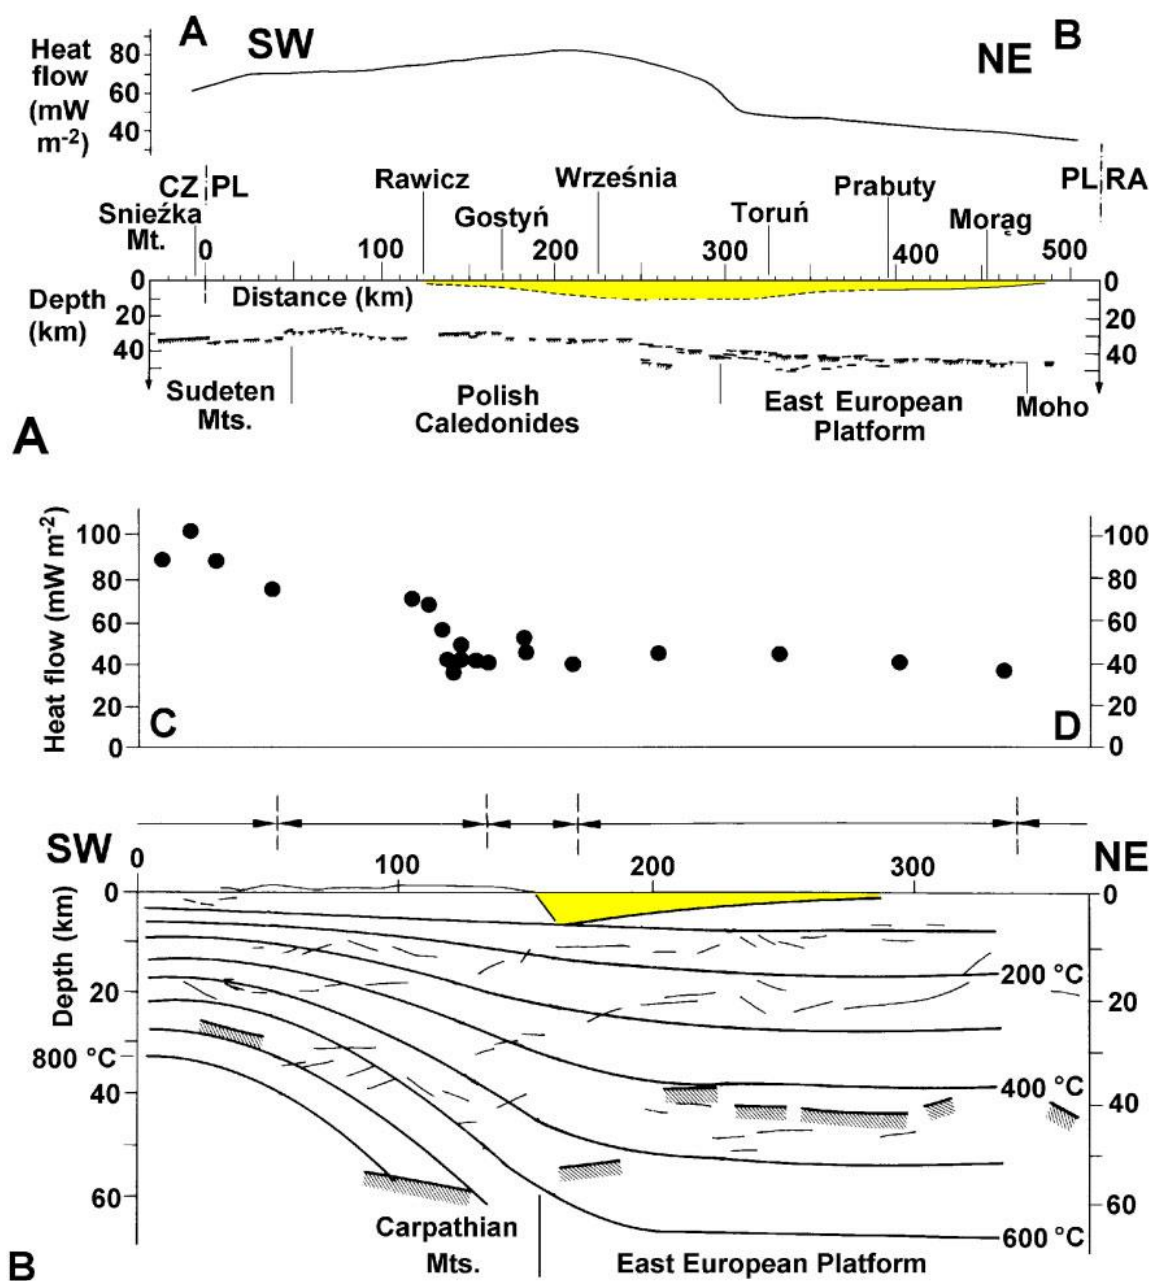 Heat flow (mW m-2)
80
60
40
A SW
B
NE
CZ PL
PL RA
Snieźka Mt.
Rawicz
Gostyń
Września
Toruń
Prabuty
Morąg
0 100 200 300 400 500
Distance (km)
Depth (km)
0
20
40
0
20
40
Sudeten Mts.
Polish Caledonides
East European Platform
Moho
A
Heat flow (mW m-2)
100
80
60
40
20
0
100
80
60
40
20
0
C
D
SW
NE
0 100 200 300
Depth (km)
0
20
800 °C
40
60
0
200 °C
20
400 °C
40
60
600 °C
Carpathian Mts.
East European Platform
B